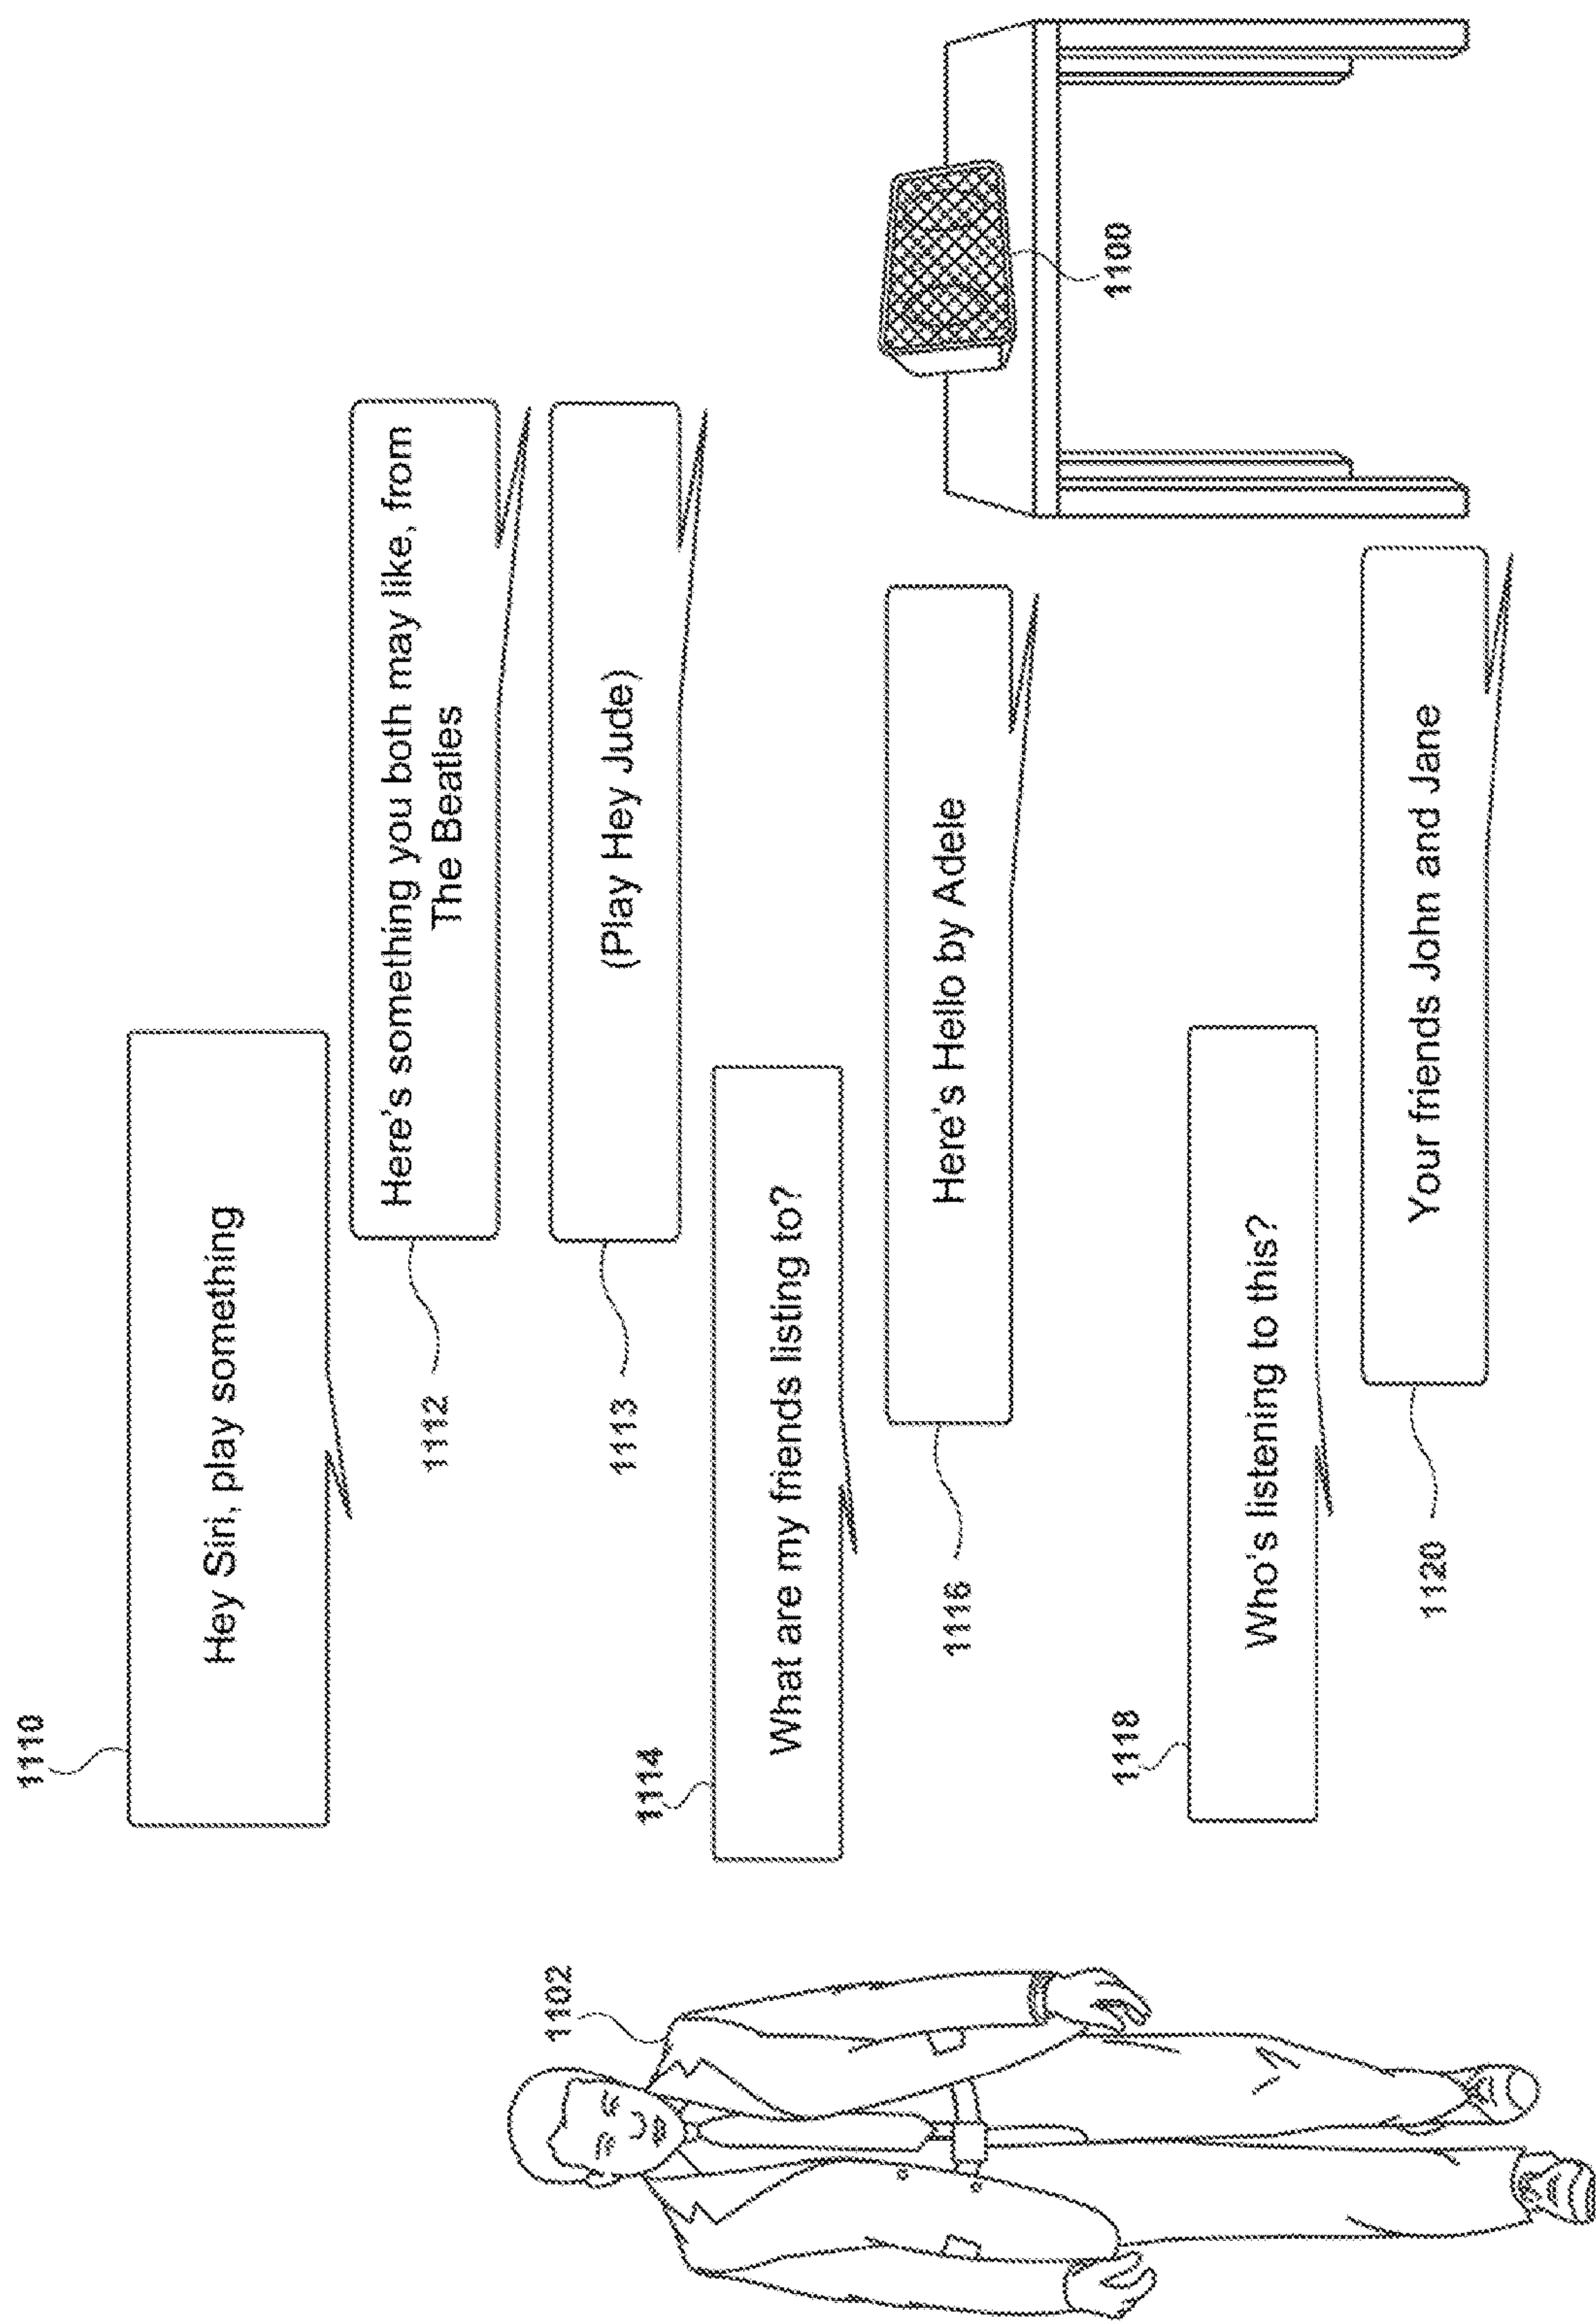 1110
Hey Siri, play something
1112
Here's something you both may like, from
The Beatles
1113
(Play Hey Jude)
1102
1114
What are my friends listing to?
1116
Here's Hello by Adele
1100
1118
Who's listening to this?
1120
Your friends John and Jane